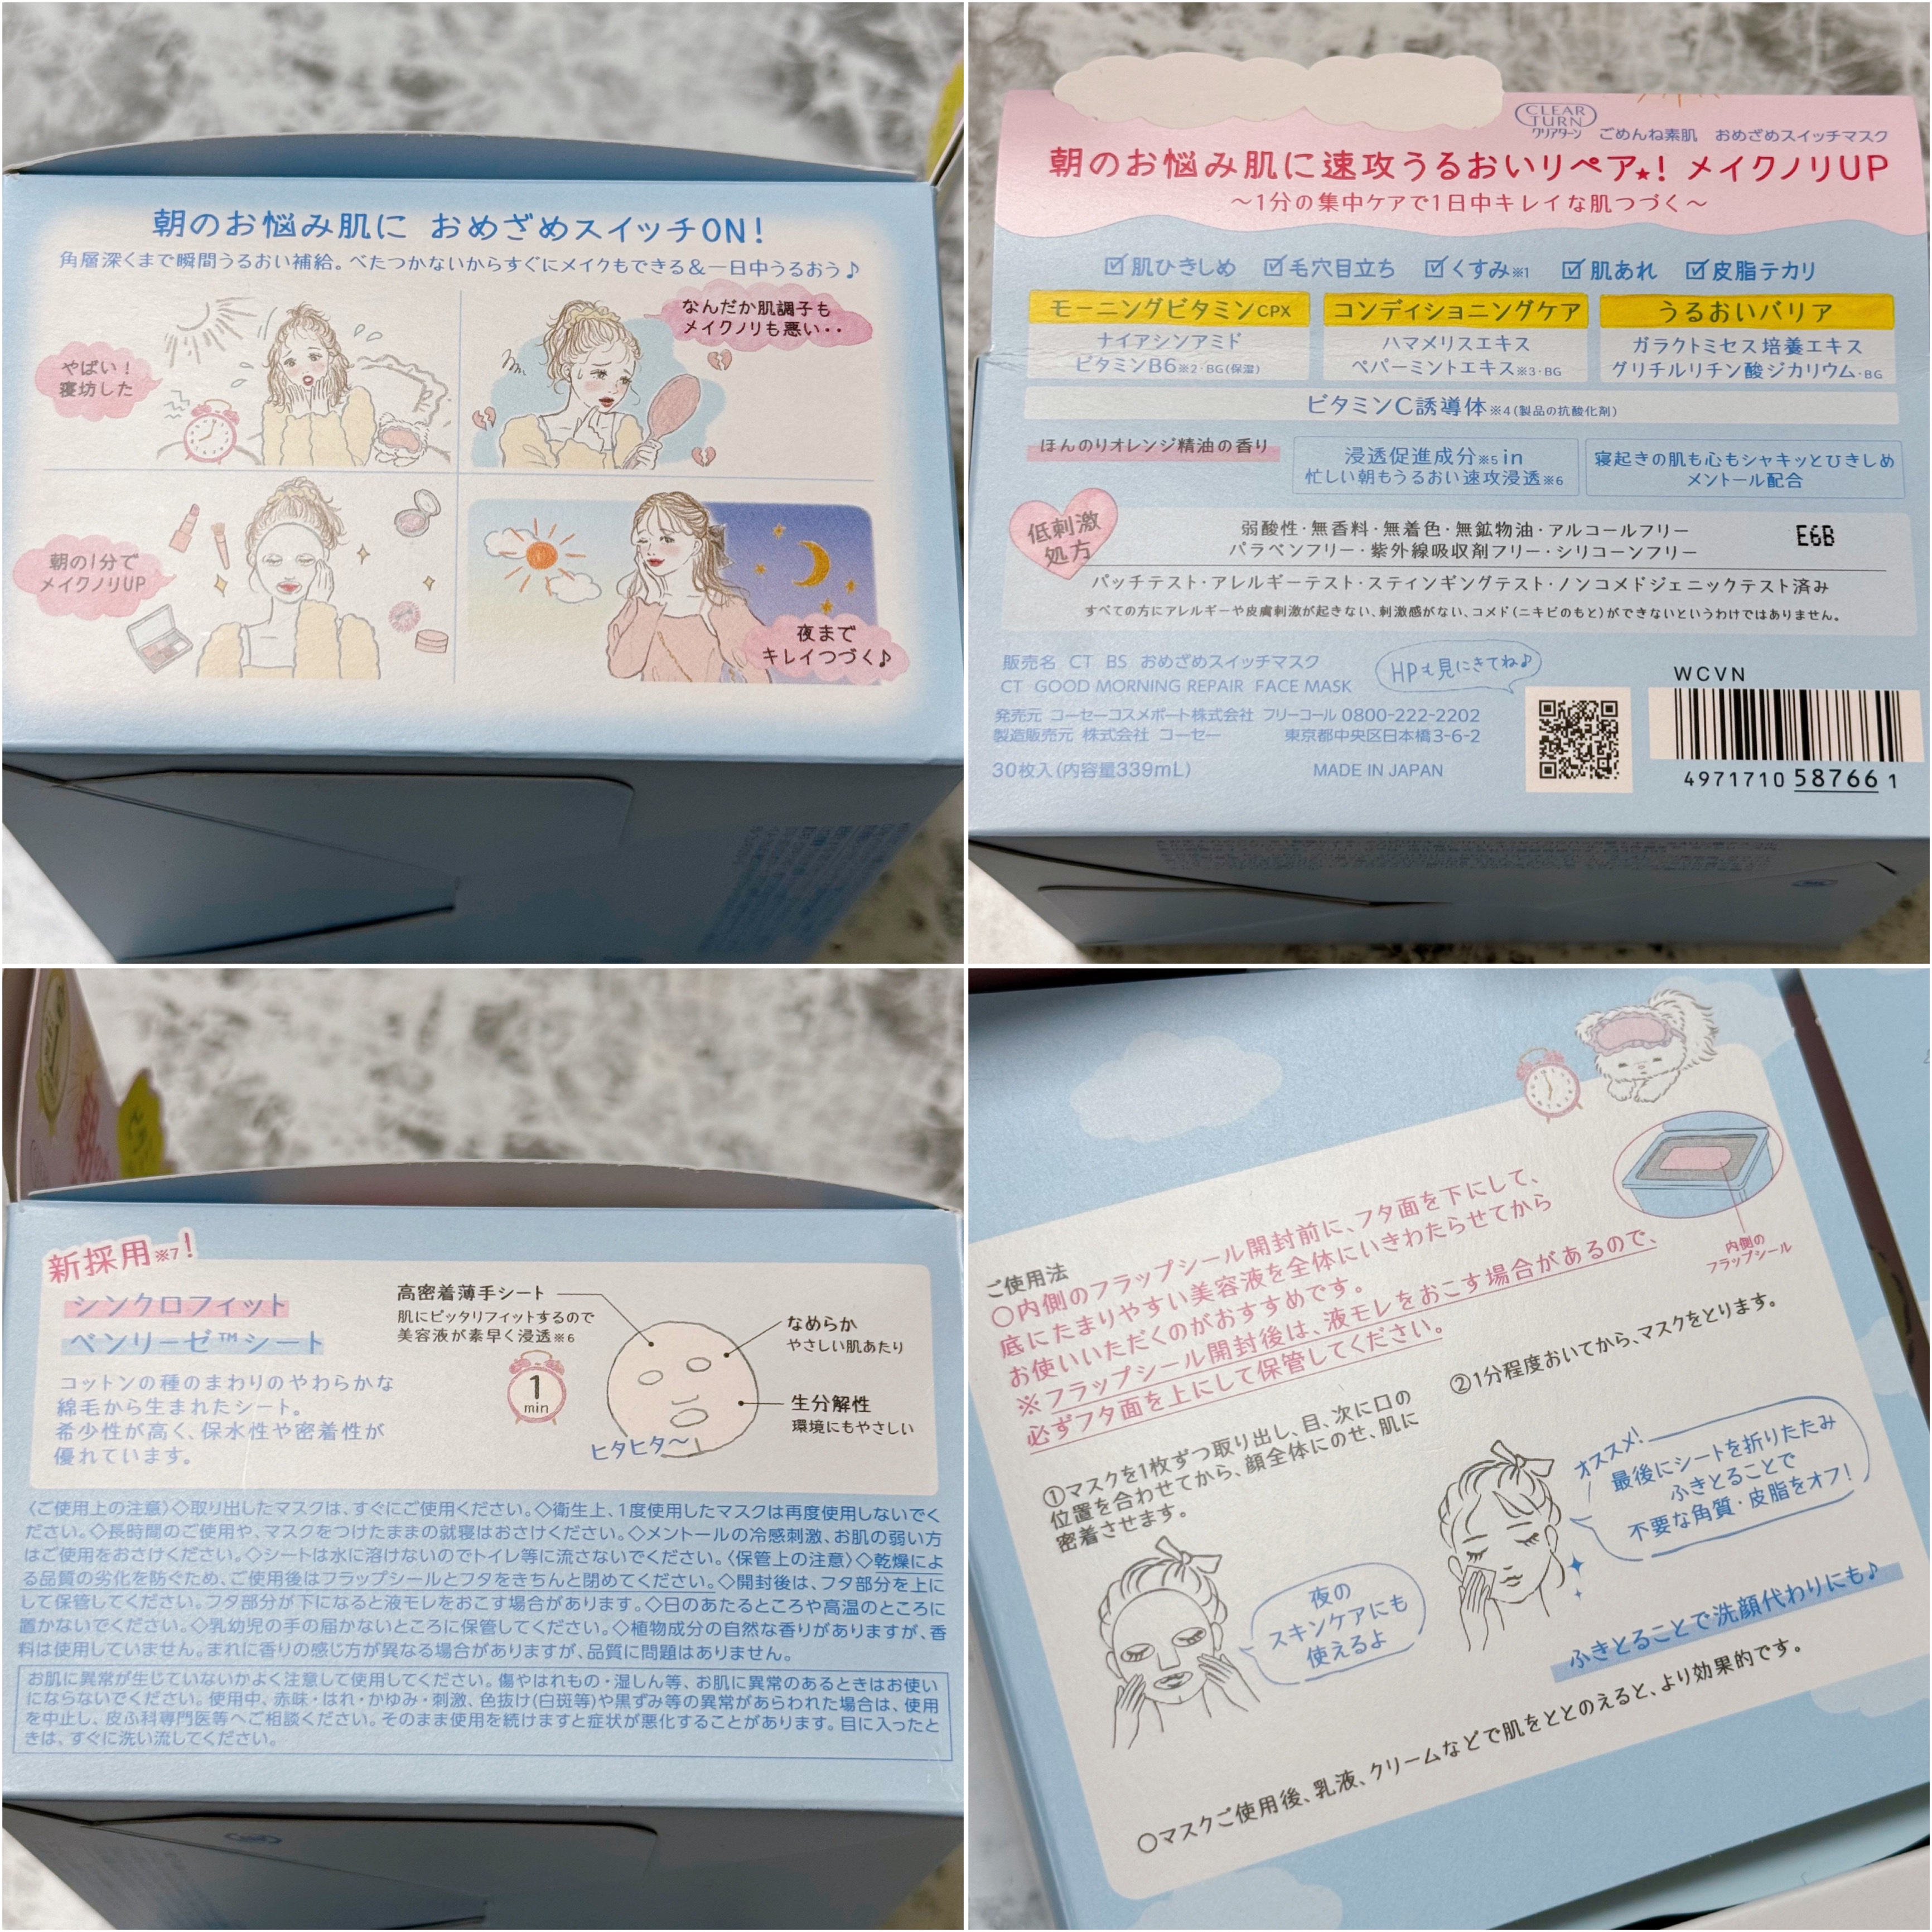 朝のお悩み肌に おめざめスイッチON!
角層深くまで瞬間うるおい補給。べたつかないからすぐにメイクもできる&一日中うるおう♪
やばい!
寝坊した
なんだか肌調子も
メイクノリも悪い・・
朝の1分で
メイクノリUP
夜まで
キレイつづく♪
CLEAR
TURN
クリアターン
ごめんね素肌 おめざめスイッチマスク
朝のお悩み肌に速攻うるおいリペア★! メイクノリUP
～1分の集中ケアで1日中キレイな肌つづく～
☑肌ひきしめ ☑毛穴目立ち ☑くすみ※1 ☑肌あれ ☑皮脂テカリ
モーニングビタミンCPX
ナイアシンアミド
ビタミンB6※2・BG(保湿)
コンディショニングケア
ハマメリスエキス
ペパーミントエキス※3・BG
うるおいバリア
ガラクトミセス培養エキス
グリチルリチン酸ジカリウム・BG
ビタミンC誘導体※4(製品の抗酸化剤)
ほんのりオレンジ精油の香り
浸透促進成分※5 in
忙しい朝もうるおい速攻浸透※6
寝起きの肌も心もシャキッとひきしめ
メントール配合
低刺激
処方
弱酸性・無香料・無着色・無鉱物油・アルコールフリー
パラベンフリー・紫外線吸収剤フリー・シリコーンフリー
E6B
パッチテスト・アレルギーテスト・スティンギングテスト・ノンコメドジェニックテスト済み
すべての方にアレルギーや皮膚刺激が起きない、刺激感がない、コメド(ニキビのもと)ができないというわけではありません。
販売名 CT BS おめざめスイッチマスク
CT GOOD MORNING REPAIR FACE MASK
HPも見にきてね♪
発売元 コーセーコスメポート株式会社 フリーコール 0800-222-2202
製造販売元 株式会社 コーセー 東京都中央区日本橋3-6-2
30枚入(内容量339mL) MADE IN JAPAN
WCVN
4971710 587661
新採用※7!
シンクロフィット
ベンリーゼ™シート
コットンの種のまわりのやわらかな
綿毛から生まれたシート。
希少性が高く、保水性や密着性が
優れています。
高密着薄手シート
肌にピッタリフィットするので
美容液が素早く浸透※6
1
min
ヒタヒタ～
なめらか
やさしい肌あたり
生分解性
環境にもやさしい
〈ご使用上の注意〉◇取り出したマスクは、すぐにご使用ください。◇衛生上、1度使用したマスクは再度使用しないでく
ださい。◇長時間のご使用や、マスクをつけたままの就寝はおさけください。◇メントールの冷感刺激、お肌の弱い方
はご使用をおさけください。◇シートは水に溶けないのでトイレ等に流さないでください。〈保管上の注意〉◇乾燥によ
る品質の劣化を防ぐため、ご使用後はフラップシールとフタをきちんと閉めてください。◇開封後は、フタ部分を上に
して保管してください。フタ部分が下になると液モレをおこす場合があります。◇日のあたるところや高温のところに
置かないでください。◇乳幼児の手の届かないところに保管してください。◇植物成分の自然な香りがありますが、香
料は使用していません。まれに香りの感じ方が異なる場合がありますが、品質に問題はありません。
お肌に異常が生じていないかよく注意して使用してください。傷やはれもの・湿しん等、お肌に異常のあるときはお使い
にならないでください。使用中、赤味・はれ・かゆみ・刺激、色抜け(白斑等)や黒ずみ等の異常があらわれた場合は、使用
を中止し、皮ふ科専門医等へご相談ください。そのまま使用を続けますと症状が悪化することがあります。目に入ったと
きは、すぐに洗い流してください。
ご使用法
○内側のフラップシール開封前に、フタ面を下にして、
底にたまりやすい美容液を全体にいきわたらせてから
お使いいただくのがおすすめです。
※フラップシール開封後は、液モレをおこす場合があるので、
必ずフタ面を上にして保管してください。
内側の
フラップシール
①マスクを1枚ずつ取り出し、目、次に口の
位置を合わせてから、顔全体にのせ、肌に
密着させます。
夜の
スキンケアにも
使えるよ
②1分程度おいてから、マスクをとります。
オススメ!
最後にシートを折りたたみ
ふきとることで
不要な角質・皮脂をオフ!
ふきとることで洗顔代わりにも♪
○マスクご使用後、乳液、クリームなどで肌をととのえると、より効果的です。